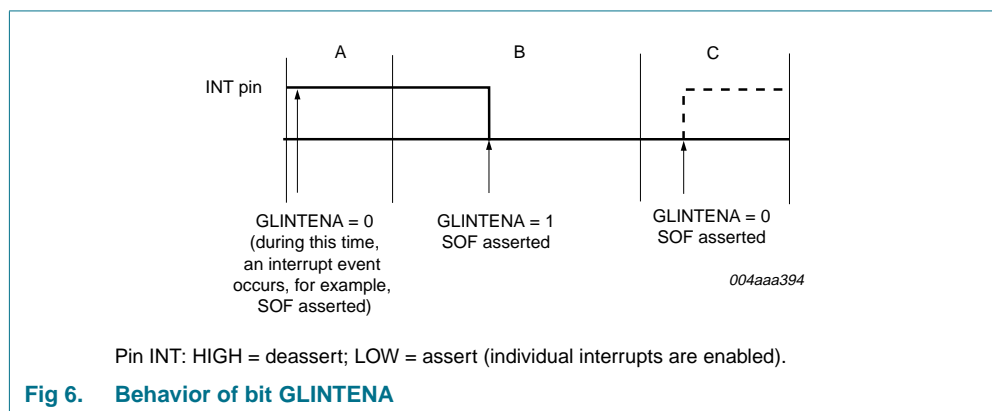 A
B
C
INT pin
GLINTENA = 0
(during this time,
an interrupt event
occurs, for example,
SOF asserted)
GLINTENA = 1
SOF asserted
GLINTENA = 0
SOF asserted
004aaa394
Pin INT: HIGH = deassert; LOW = assert (individual interrupts are enabled).
Fig 6. Behavior of bit GLINTENA